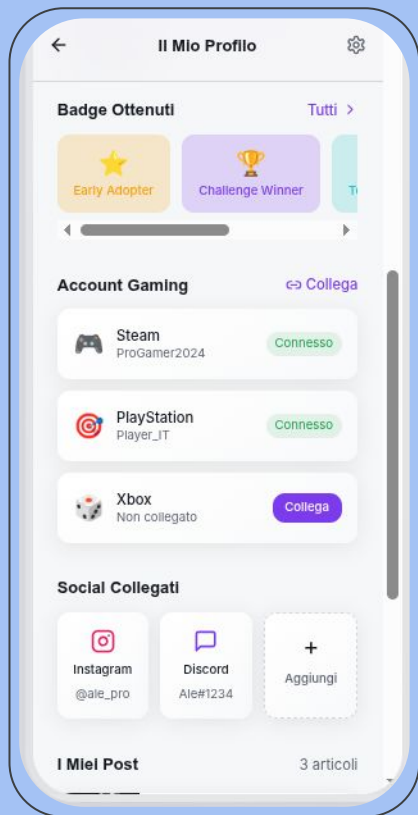 Il Mio Profilo
Badge Ottenuti
Tutti
Early Adopter
Challenge Winner
Account Gaming
Collega
Steam
ProGamer2024
Connesso
PlayStation
Player_IT
Connesso
Xbox
Non collegato
Collega
Social Collegati
Instagram
@ale_pro
Discord
Ale#1234
+
Aggiungi
I Miei Post
3 articoli